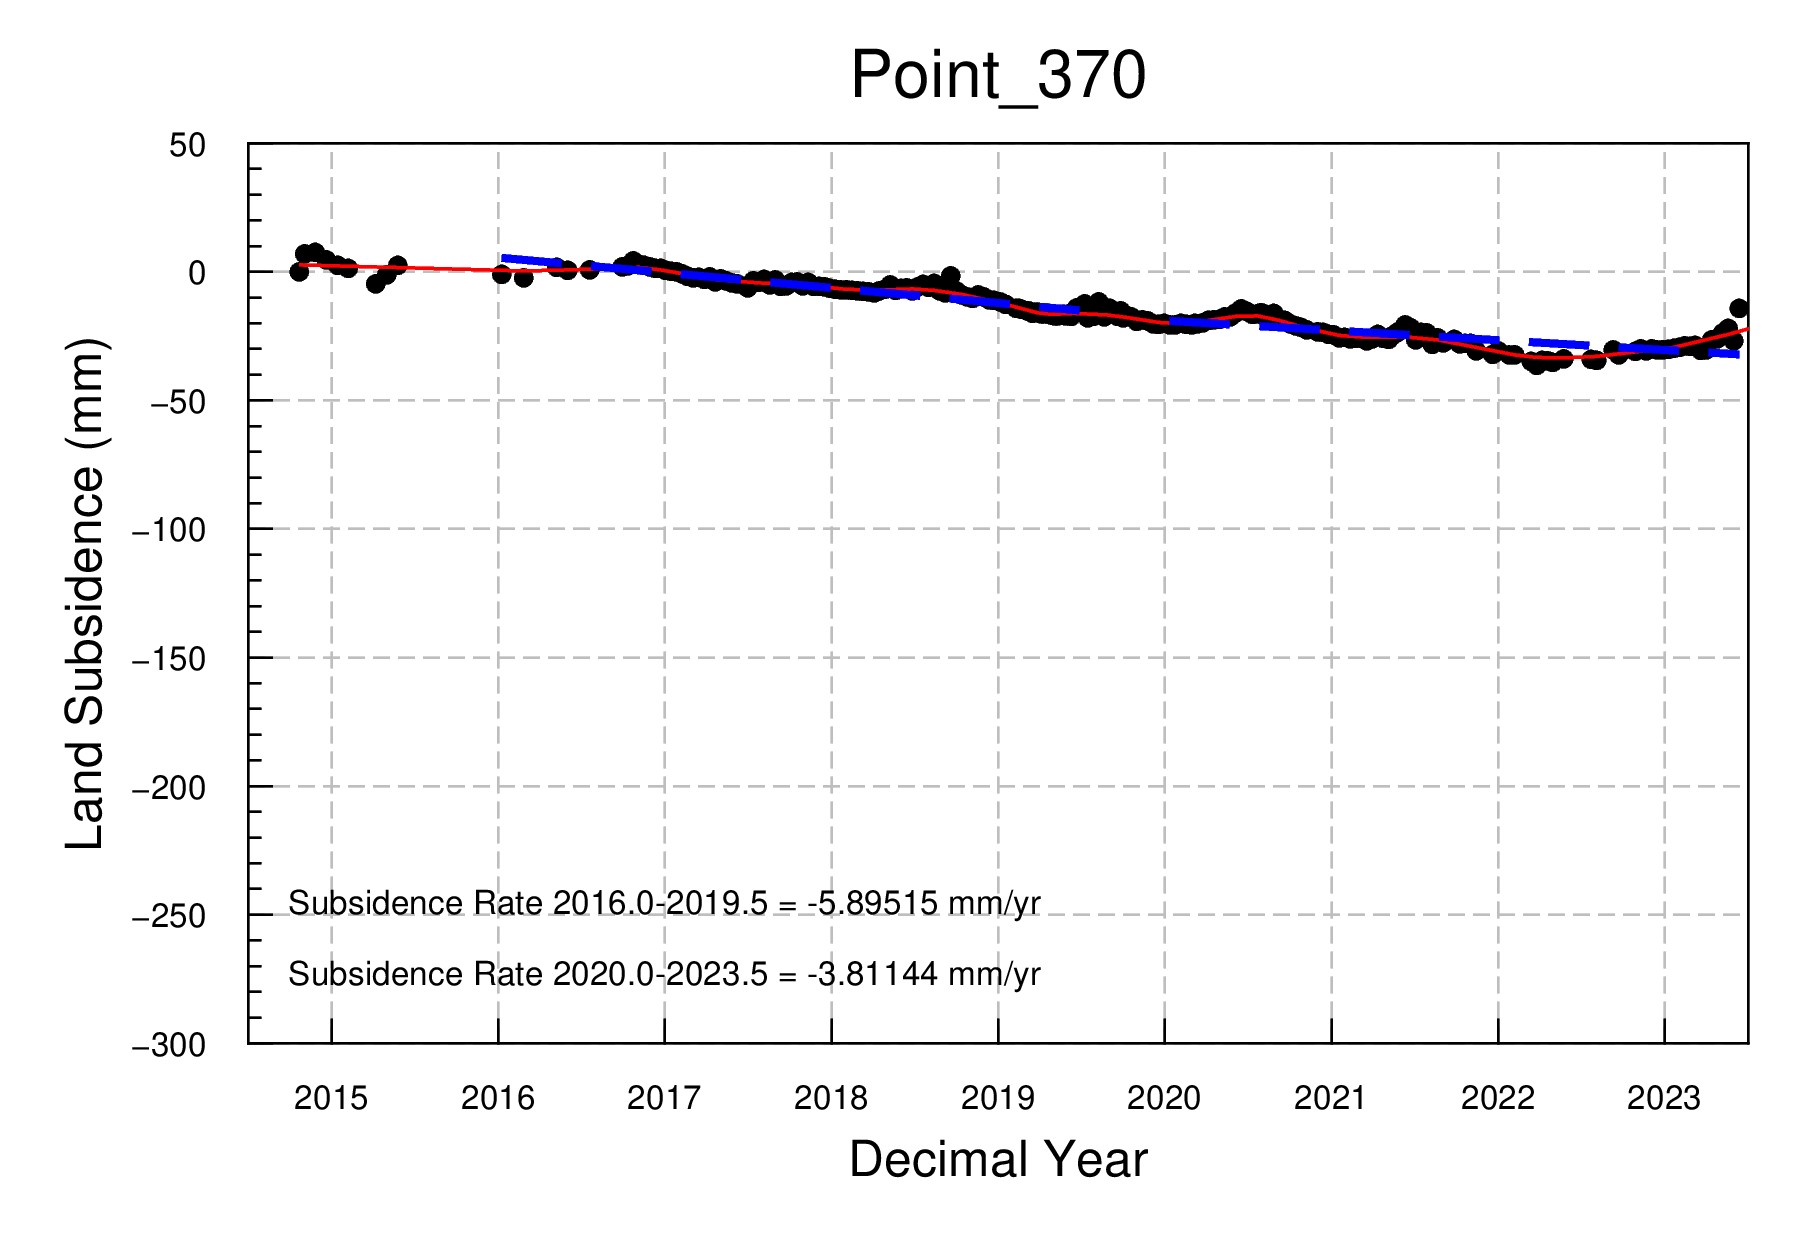 Point_370
50
0
−50
−100
−150
−200
−250
−300
Land Subsidence (mm)
Subsidence Rate 2016.0-2019.5 = -5.89515 mm/yr
Subsidence Rate 2020.0-2023.5 = -3.81144 mm/yr
2015 2016 2017 2018 2019 2020 2021 2022 2023
Decimal Year